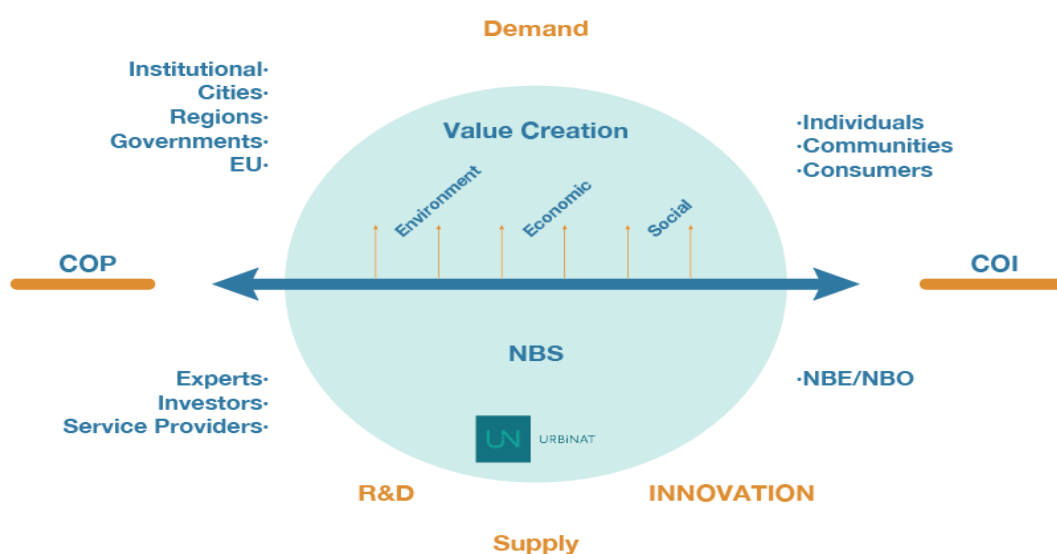 Demand
Institutional·
Cities·
Regions·
Governments·
EU·
Value Creation
·Individuals
·Communities
·Consumers
Environment
Economic
Social
COP
COI
NBS
Experts·
Investors·
Service Providers·
·NBE/NBO
UN URBiNAT
R&D
INNOVATION
Supply